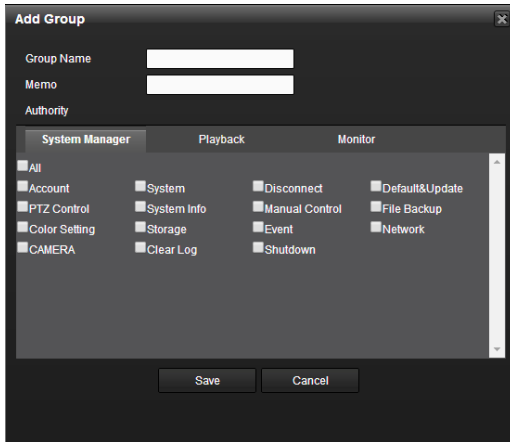 Add Group
Group Name
Memo
Authority
System Manager Playback Monitor
All
Account System Disconnect Default&Update
PTZ Control System Info Manual Control File Backup
Color Setting Storage Event Network
CAMERA Clear Log Shutdown
Save Cancel